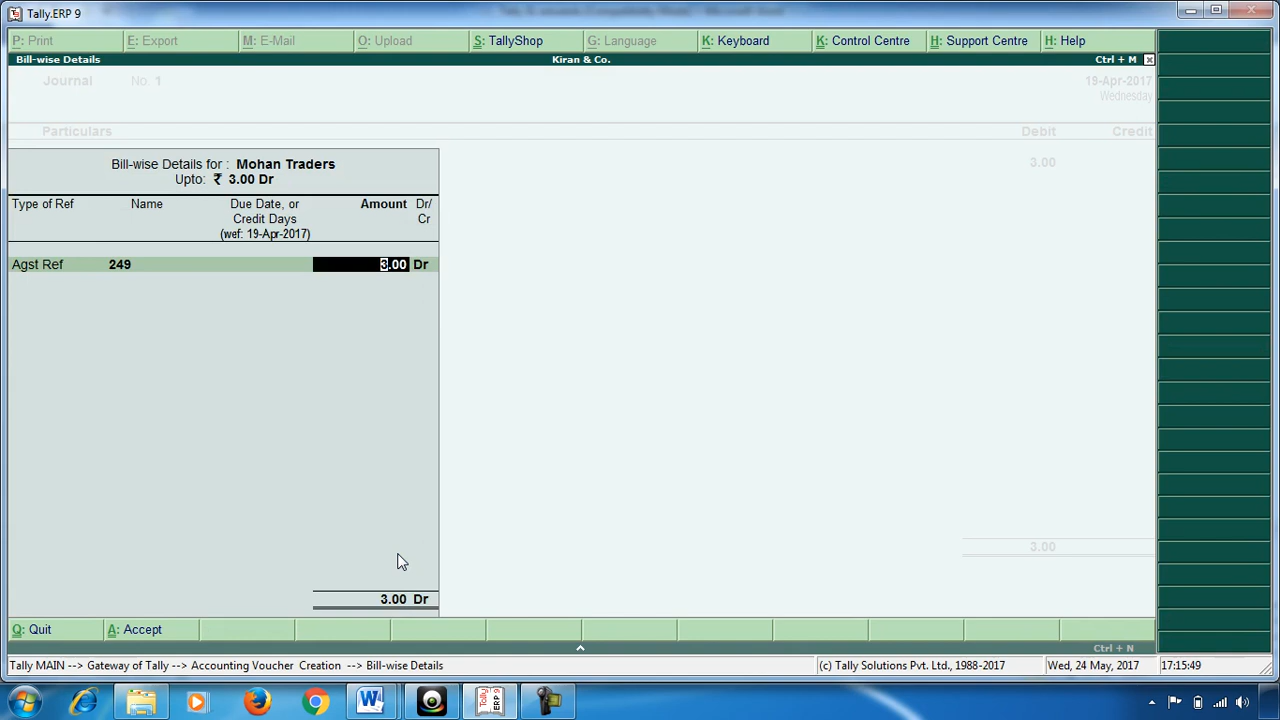 Tally.ERP 9
P: Print E: Export M: E-Mail O: Upload S: TallyShop G: Language K: Keyboard K: Control Centre H: Support Centre H: Help
Bill-wise Details Kiran & Co. Ctrl + M
Journal No 1 19-Apr-2017
Wednesday
Particulars Debit Credit
3.00
Bill-wise Details for : Mohan Traders
Upto: ₹ 3.00 Dr
Type of Ref Name Due Date, or Amount Dr/
Credit Days Cr
(wef: 19-Apr-2017)
Agst Ref 249 3.00 Dr
3.00
3.00 Dr
Q: Quit A: Accept
Ctrl + N
Tally MAIN --> Gateway of Tally --> Accounting Voucher Creation --> Bill-wise Details (c) Tally Solutions Pvt. Ltd., 1988-2017 Wed, 24 May, 2017 17:15:49
Tally
ERP 9